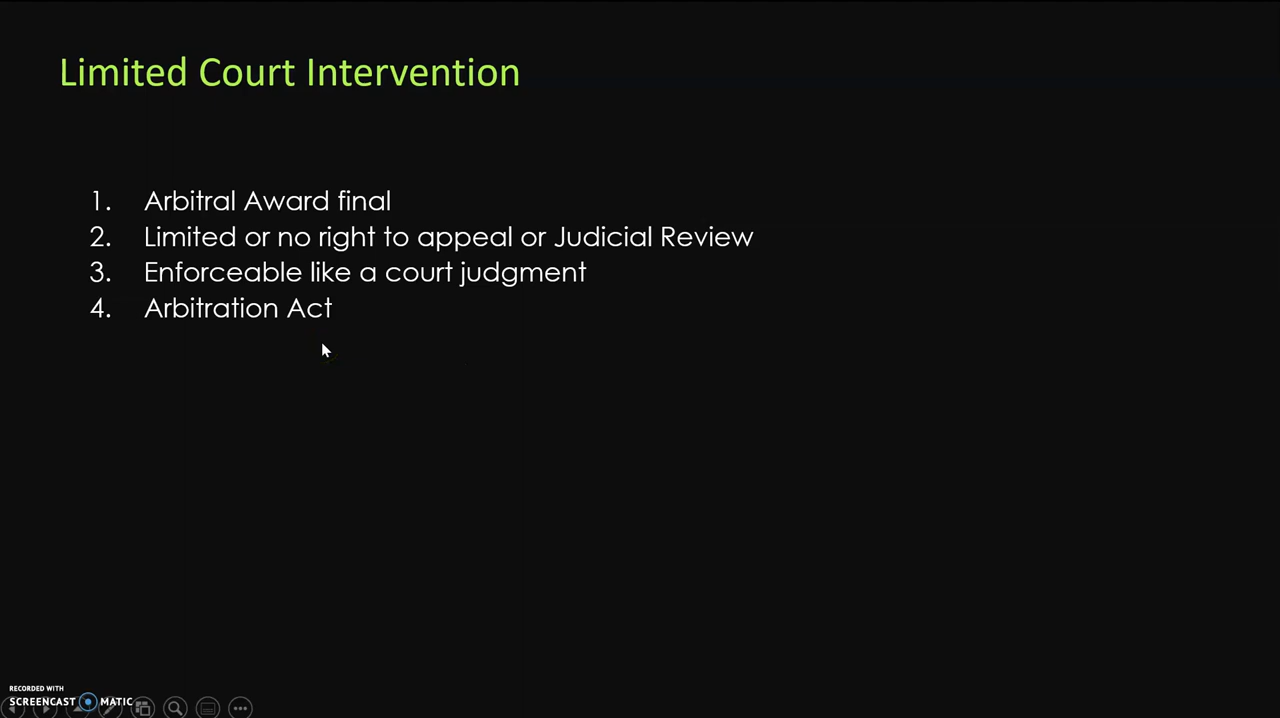 Limited Court Intervention
1. Arbitral Award final
2. Limited or no right to appeal or Judicial Review
3. Enforceable like a court judgment
4. Arbitration Act
RECORDED WITH
SCREENCAST MATIC